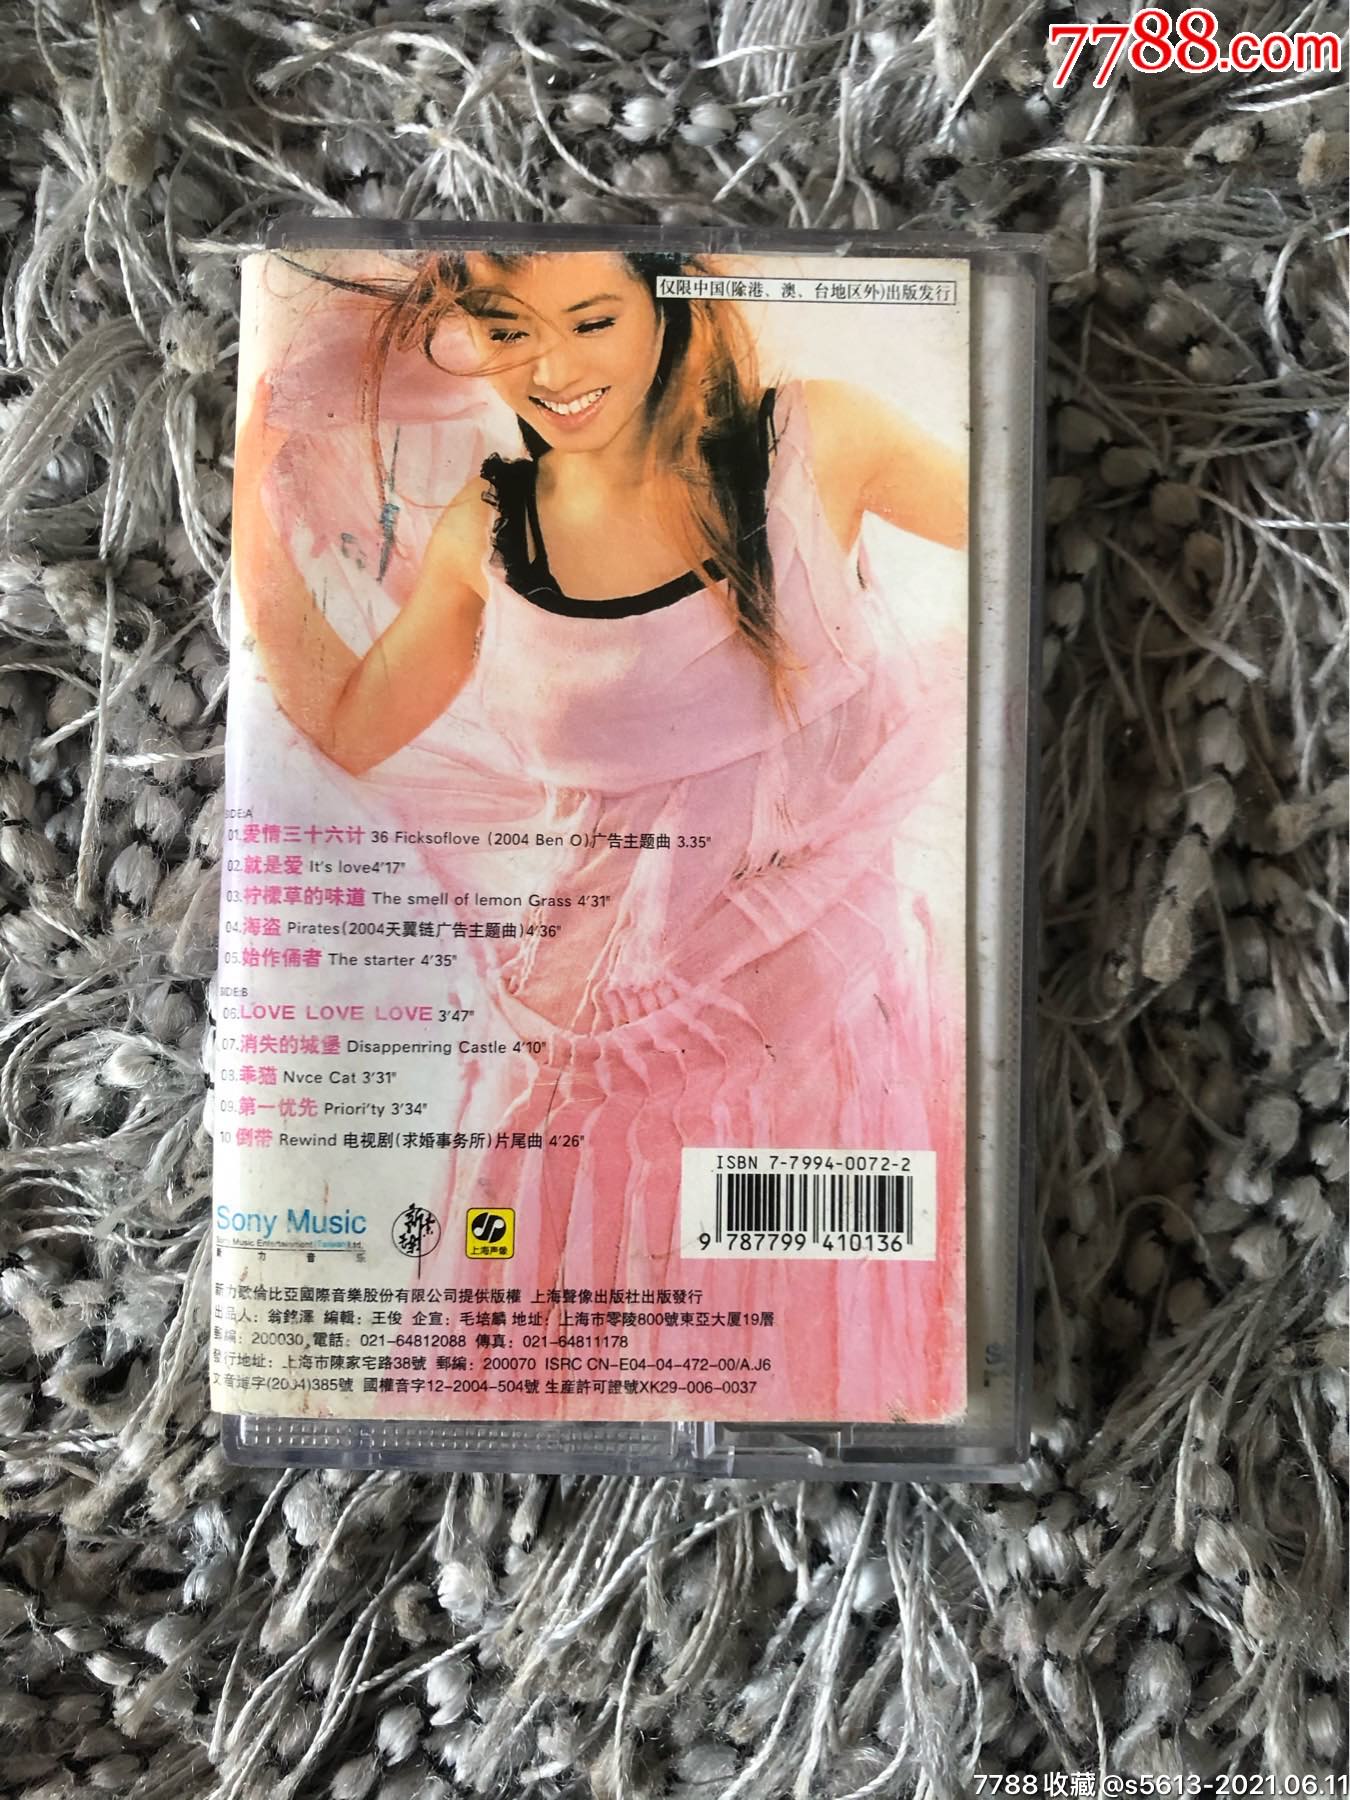 7788.com
仅限中国(除港、澳、台地区外)出版发行
SIDE:A
01.爱情三十六计 36 Ficksoflove (2004 Ben Q)广告主题曲 3.35"
02.就是爱 It's love4'17"
03.柠檬草的味道 The smell of lemon Grass 4'31"
04.海盗 Pirates(2004天翼链广告主题曲)4'36"
05.始作俑者 The starter 4'35"
SIDE:B
06.LOVE LOVE LOVE 3'47"
07.消失的城堡 Disappenring Castle 4'10"
08.乖猫 Nvce Cat 3'31"
09.第一优先 Priori'ty 3'34"
10 倒带 Rewind 电视剧(求婚事务所)片尾曲 4'26"
ISBN 7-7994-0072-2
9 787799 410136
Sony Music
Sony Music Entertainment (Taiwan) Ltd.
新力音乐
上海声像
新力歌倫比亞國際音樂股份有限公司提供版權 上海聲像出版社出版發行
出品人：翁銘澤 編輯：王俊 企宣：毛培麟 地址：上海市零陵800號東亞大厦19層
郵編：200030 電話：021-64812088 傳真：021-64811178
發行地址：上海市陳家宅路38號 郵編：200070 ISRC CN-E04-04-472-00/A.J6
文音進字(2004)385號 國權音字12-2004-504號 生産許可證號XK29-006-0037
7788收藏@s5613-2021.06.11